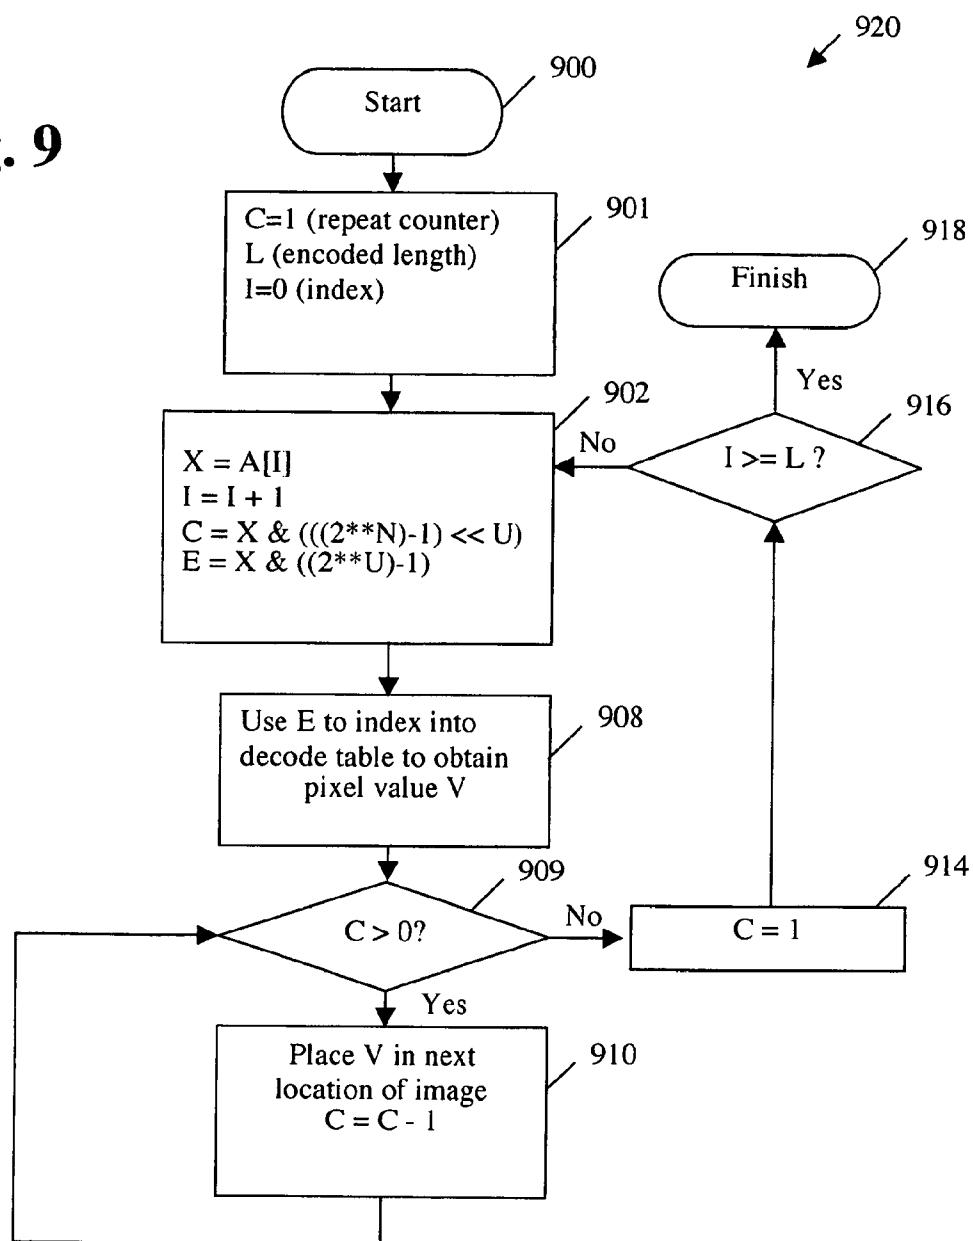 920
900
Start
. 9
901
C=1 (repeat counter)
L (encoded length)
I=0 (index)
918
Finish
Yes
902
916
No
I >= L ?
X = A[I]
I = I + 1
C = X & (((2**N)-1) << U)
E = X & ((2**U)-1)
908
Use E to index into
decode table to obtain
pixel value V
909
914
C > 0?
No
C = 1
Yes
910
Place V in next
location of image
C = C - 1